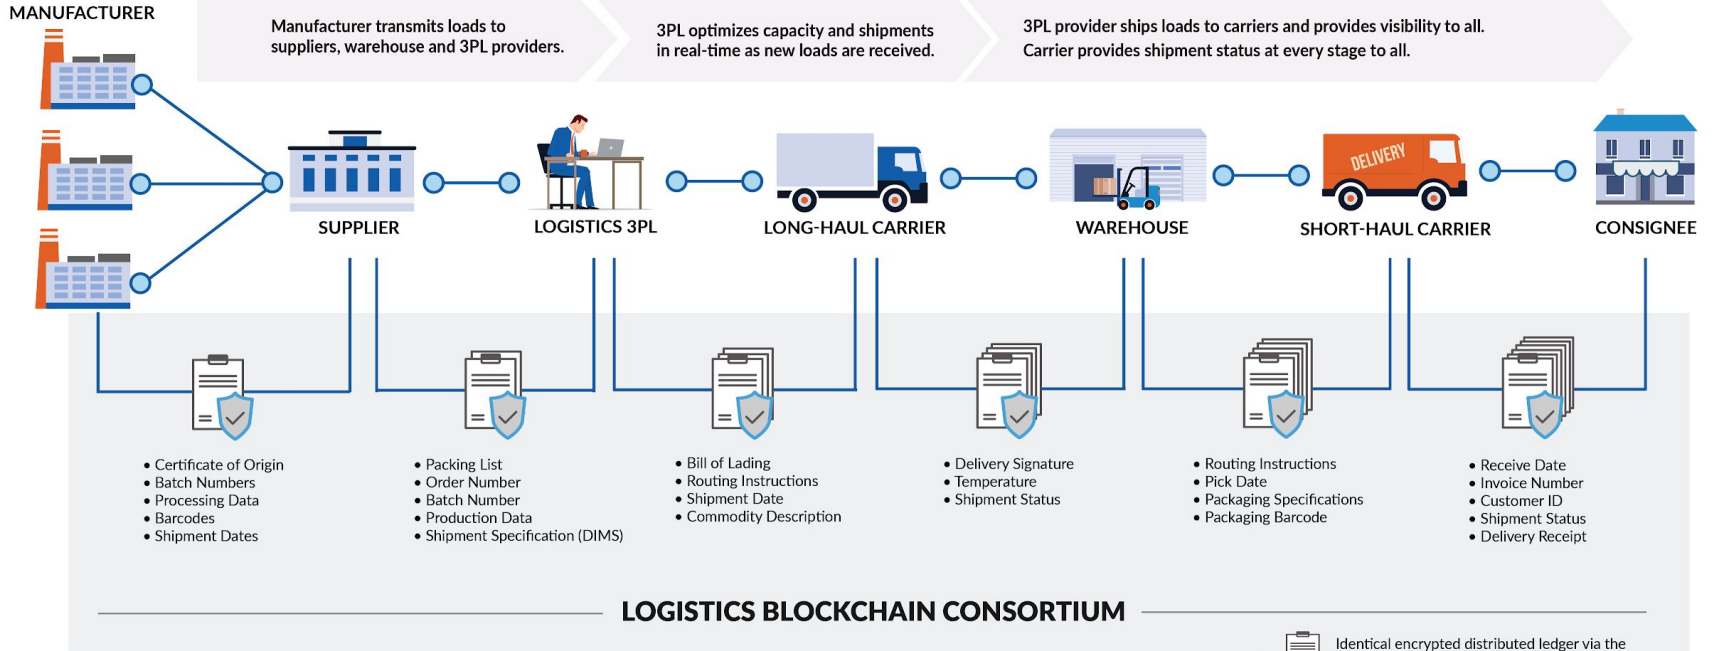 MANUFACTURER
Manufacturer transmits loads to
suppliers, warehouse and 3PL providers.
3PL optimizes capacity and shipments
in real-time as new loads are received.
3PL provider ships loads to carriers and provides visibility to all.
Carrier provides shipment status at every stage to all.
DELIVERY
SUPPLIER
LOGISTICS 3PL
LONG-HAUL CARRIER
WAREHOUSE
SHORT-HAUL CARRIER
CONSIGNEE
• Certificate of Origin
• Batch Numbers
• Processing Data
• Barcodes
• Shipment Dates
• Packing List
• Order Number
• Batch Number
• Production Data
• Shipment Specification (DIMS)
• Bill of Lading
• Routing Instructions
• Shipment Date
• Commodity Description
• Delivery Signature
• Temperature
• Shipment Status
• Routing Instructions
• Pick Date
• Packaging Specifications
• Packaging Barcode
• Receive Date
• Invoice Number
• Customer ID
• Shipment Status
• Delivery Receipt
LOGISTICS BLOCKCHAIN CONSORTIUM
Identical encrypted distributed ledger via the